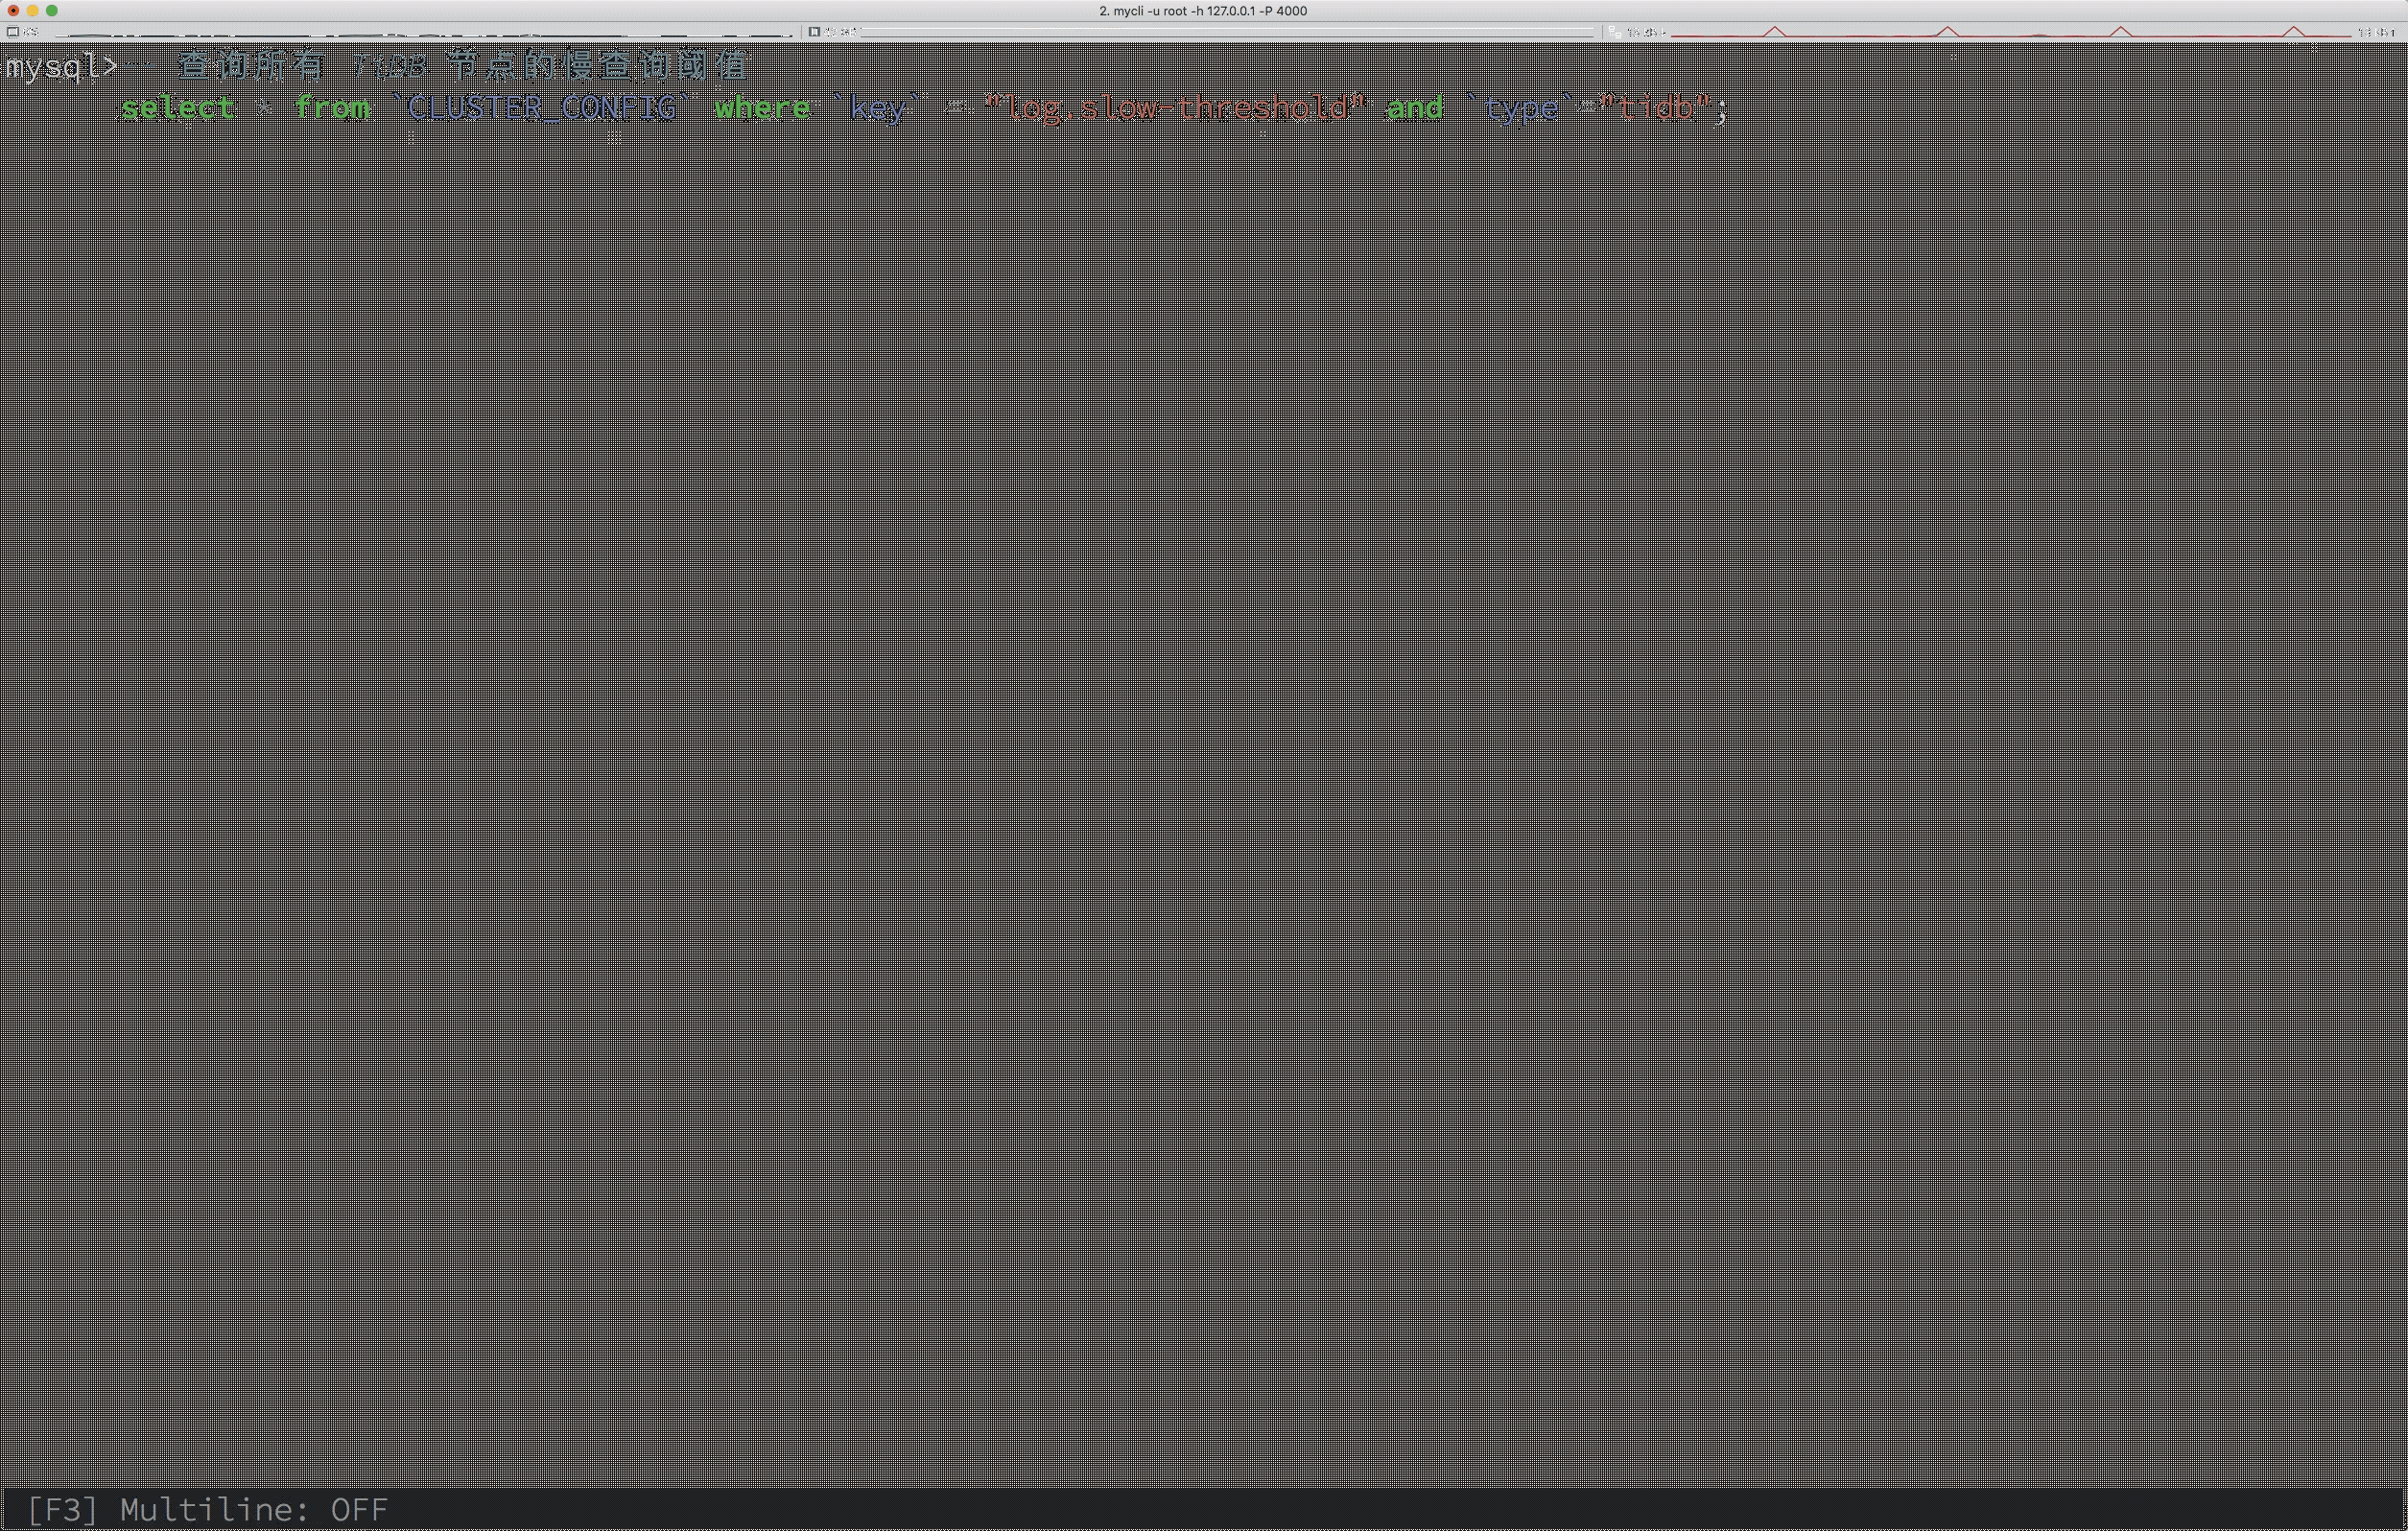 2. mycli -u root -h 127.0.0.1 -P 4000
mysql> -- 查询所有 TiDB 节点的慢查询阈值
select * from `CLUSTER_CONFIG` where `key` = "log.slow-threshold" and `type`="tidb";
[F3] Multiline: OFF